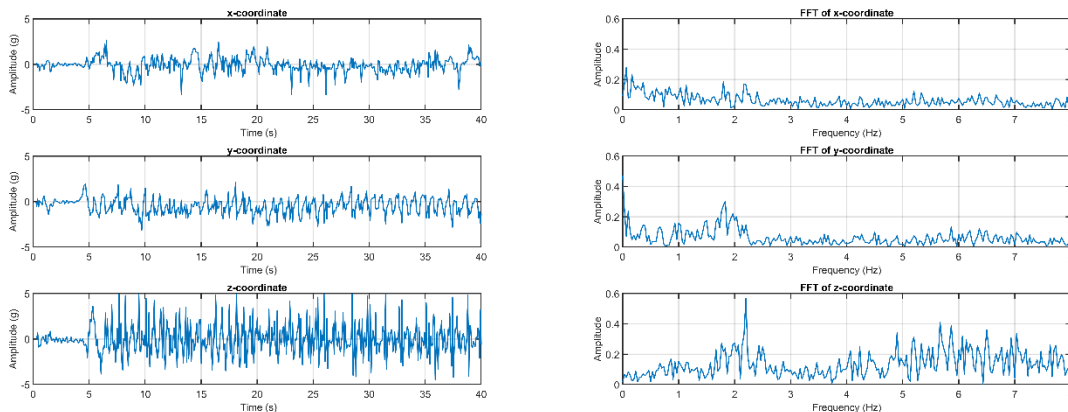 x-coordinate
Amplitude (g)
5
0
-5
0 5 10 15 20 25 30 35 40
Time (s)
FFT of x-coordinate
Amplitude
0.6
0.4
0.2
0
0 1 2 3 4 5 6 7
Frequency (Hz)
y-coordinate
Amplitude (g)
5
0
-5
0 5 10 15 20 25 30 35 40
Time (s)
FFT of y-coordinate
Amplitude
0.6
0.4
0.2
0
0 1 2 3 4 5 6 7
Frequency (Hz)
z-coordinate
Amplitude (g)
5
0
-5
0 5 10 15 20 25 30 35 40
Time (s)
FFT of z-coordinate
Amplitude
0.6
0.4
0.2
0
0 1 2 3 4 5 6 7
Frequency (Hz)